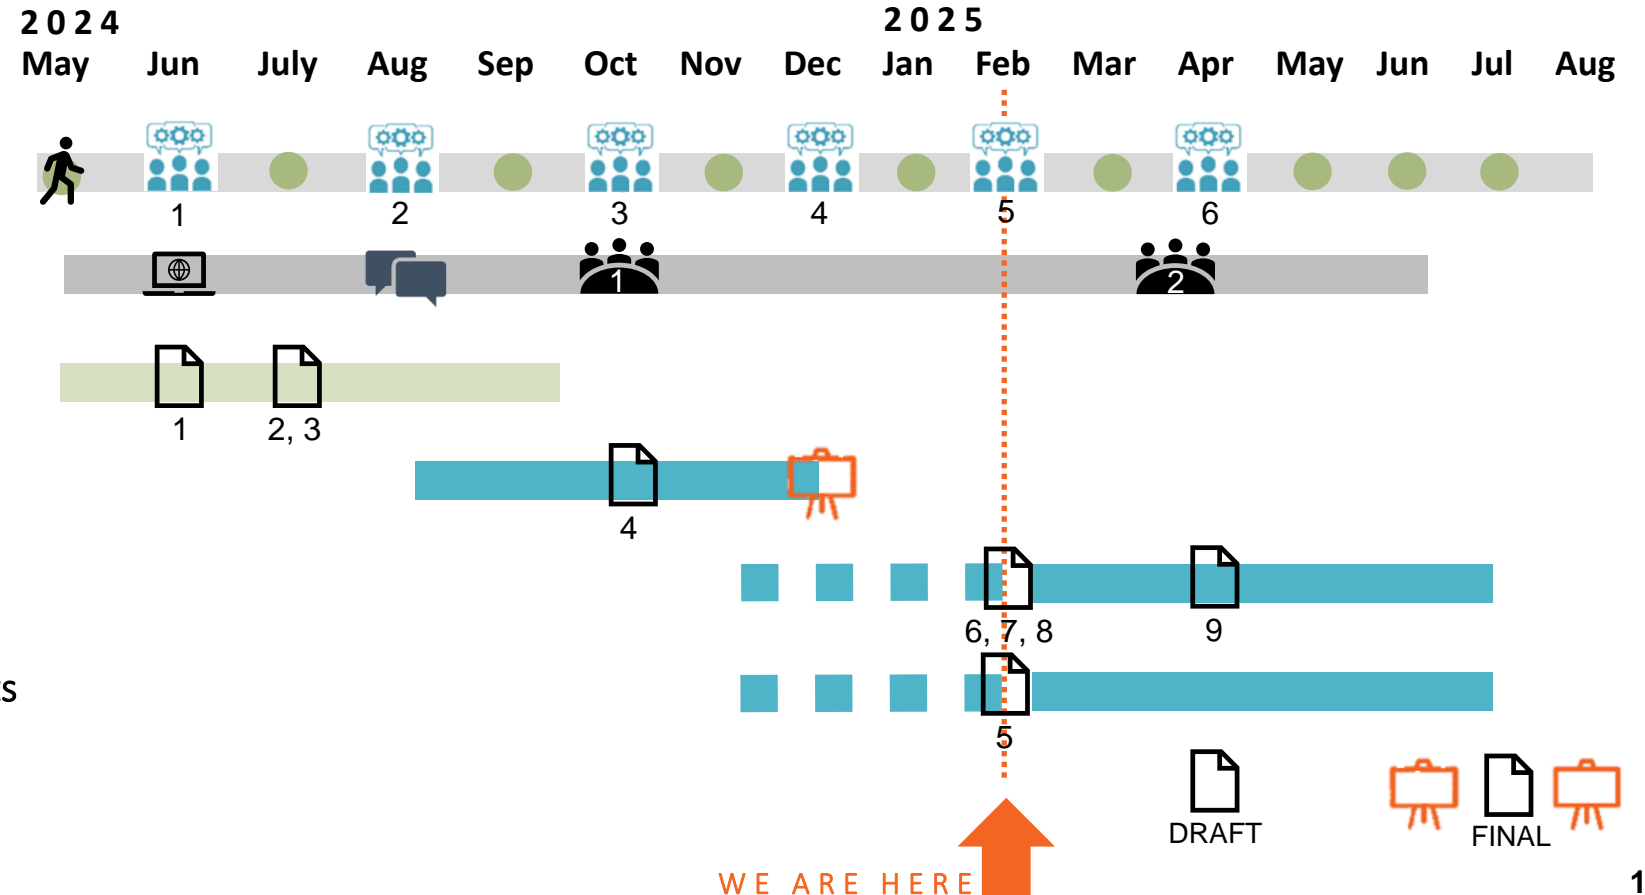 2024 2025
May Jun July Aug Sep Oct Nov Dec Jan Feb Mar Apr May Jun Jul Aug
1 2 3 4 5 6
1 2
1 2, 3
4
6, 7, 8 9
5
DRAFT FINAL
WE ARE HERE
1